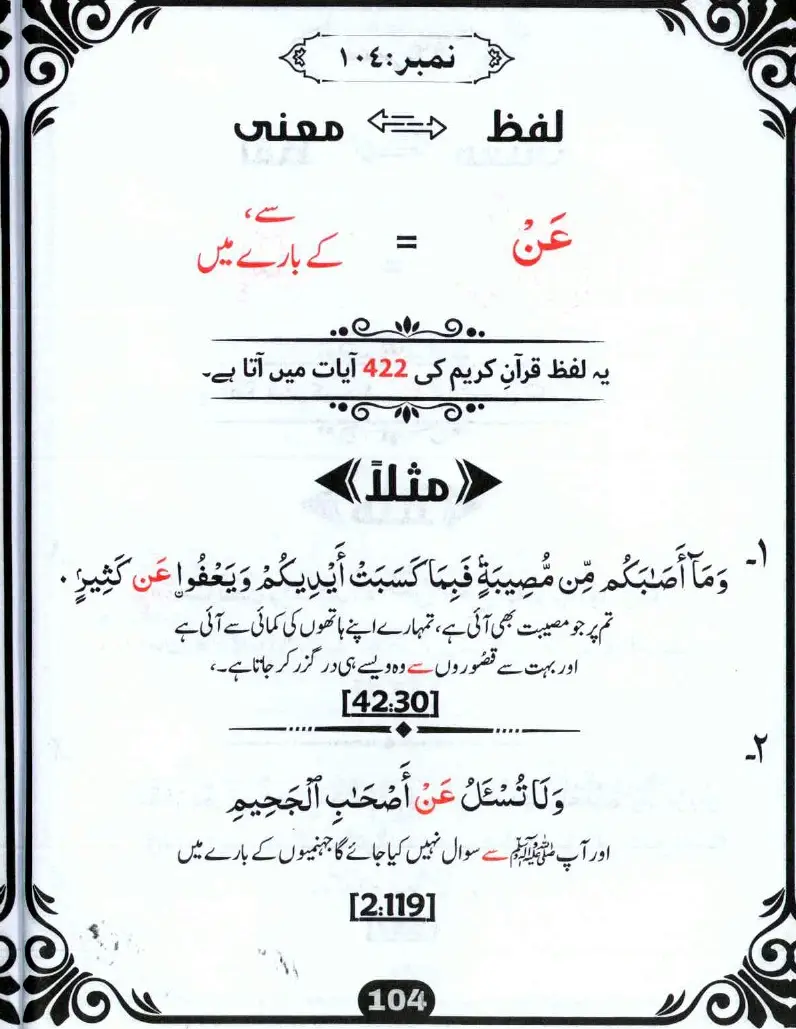 نمبر:١٠٤
لفظ ⇐⇒ معنی
عَنْ = سے،
کے بارے میں
یہ لفظ قرآنِ کریم کی 422 آیات میں آتا ہے۔
مثلاً
١۔ وَمَآ أَصَـٰبَكُم مِّن مُّصِيبَةٍ فَبِمَا كَسَبَتْ أَيْدِيكُمْ وَيَعْفُوا۟ عَن كَثِيرٍ.
تم پر جو مصیبت بھی آئی ہے، تمہارے اپنے ہاتھوں کی کمائی سے آئی ہے
اور بہت سے قصُوروں سے وہ ویسے ہی در گزر کر جاتا ہے۔،
[42:30]
٢۔
وَلَا تُسْـَٔلُ عَنْ أَصْحَـٰبِ ٱلْجَحِيمِ
اور آپ ﷺ سے سوال نہیں کیا جائے گا جہنمیوں کے بارے میں
[2:119]
104